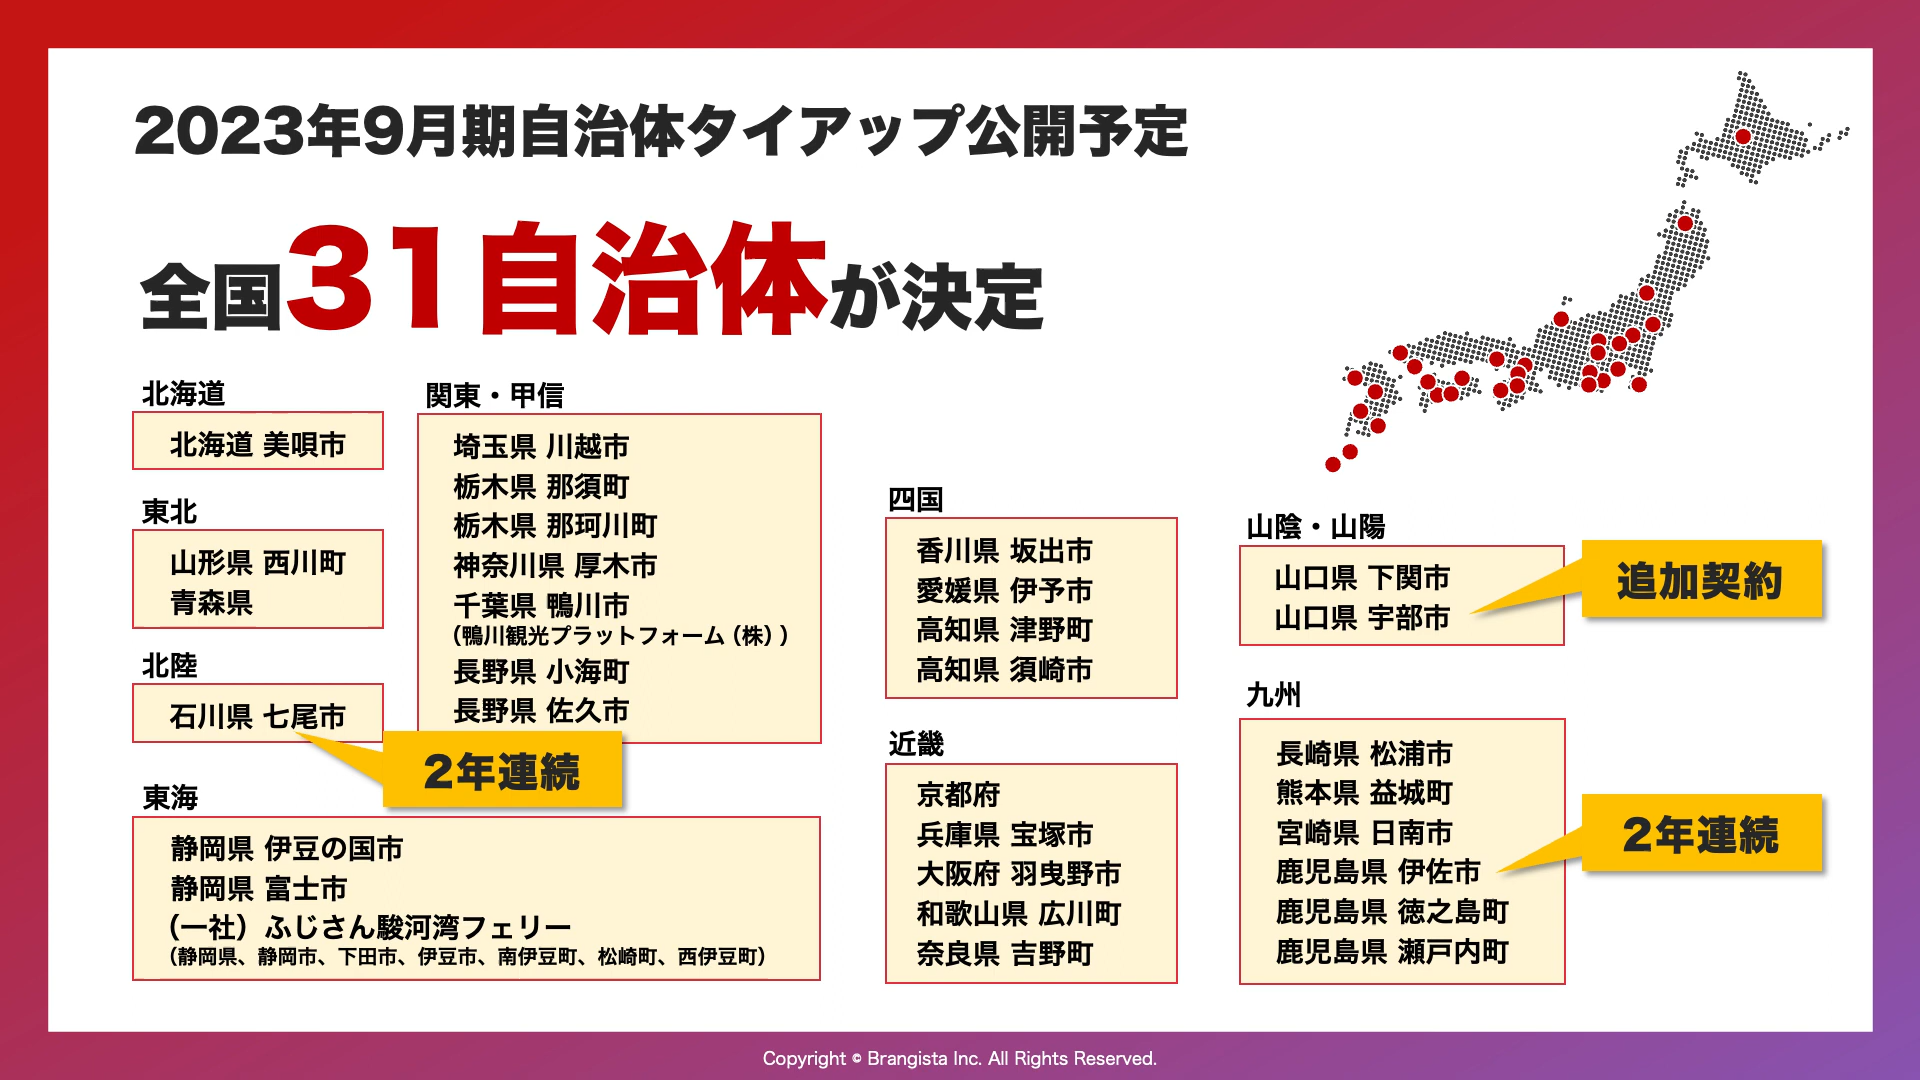 2023年9月期自治体タイアップ公開予定
全国31自治体が決定
北海道
北海道 美唄市
東北
山形県 西川町
青森県
北陸
石川県 七尾市
2年連続
関東・甲信
埼玉県 川越市
栃木県 那須町
栃木県 那珂川町
神奈川県 厚木市
千葉県 鴨川市
（鴨川観光プラットフォーム（株））
長野県 小海町
長野県 佐久市
東海
静岡県 伊豆の国市
静岡県 富士市
（一社）ふじさん駿河湾フェリー
（静岡県、静岡市、下田市、伊豆市、南伊豆町、松崎町、西伊豆町）
四国
香川県 坂出市
愛媛県 伊予市
高知県 津野町
高知県 須崎市
近畿
京都府
兵庫県 宝塚市
大阪府 羽曳野市
和歌山県 広川町
奈良県 吉野町
山陰・山陽
山口県 下関市
山口県 宇部市
追加契約
九州
長崎県 松浦市
熊本県 益城町
宮崎県 日南市
鹿児島県 伊佐市
鹿児島県 徳之島町
鹿児島県 瀬戸内町
2年連続
Copyright © Brangista Inc. All Rights Reserved.